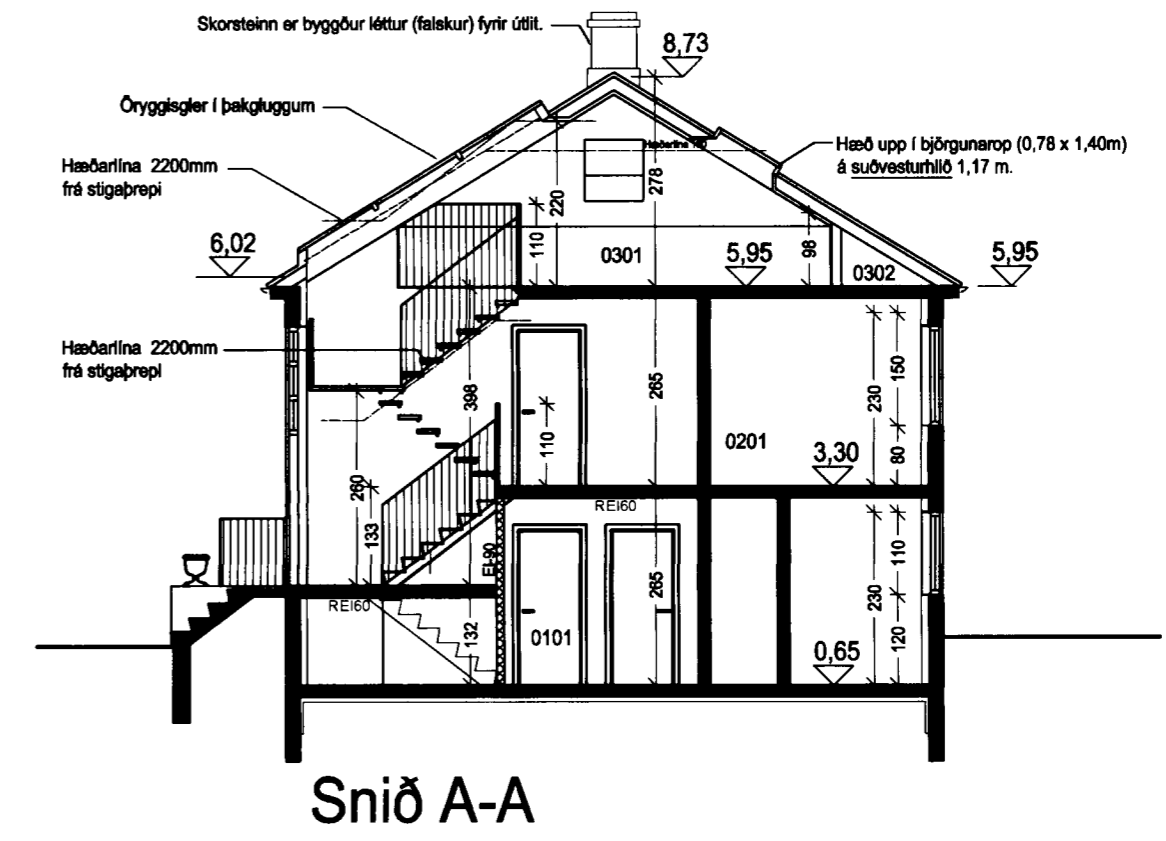 Skorsteinn er byggður léttur (falskur) fyrir útlit.
8,73
Öryggisgler í þakgluggum
Hæð upp í björgunarop (0,78 x 1,40m)
á suðvesturhlið 1,17 m.
Hæðarlína 2200mm
frá stigaþrepi
Hæðarlína
278
220
110
98
6,02
0301
5,95
0302
5,95
Hæðarlína 2200mm
frá stigaþrepi
398
265
230
150
110
0201
80
3,30
260
133
REI60
EI-90
265
230
110
REI60
132
0101
0,65
120
Snið A-A